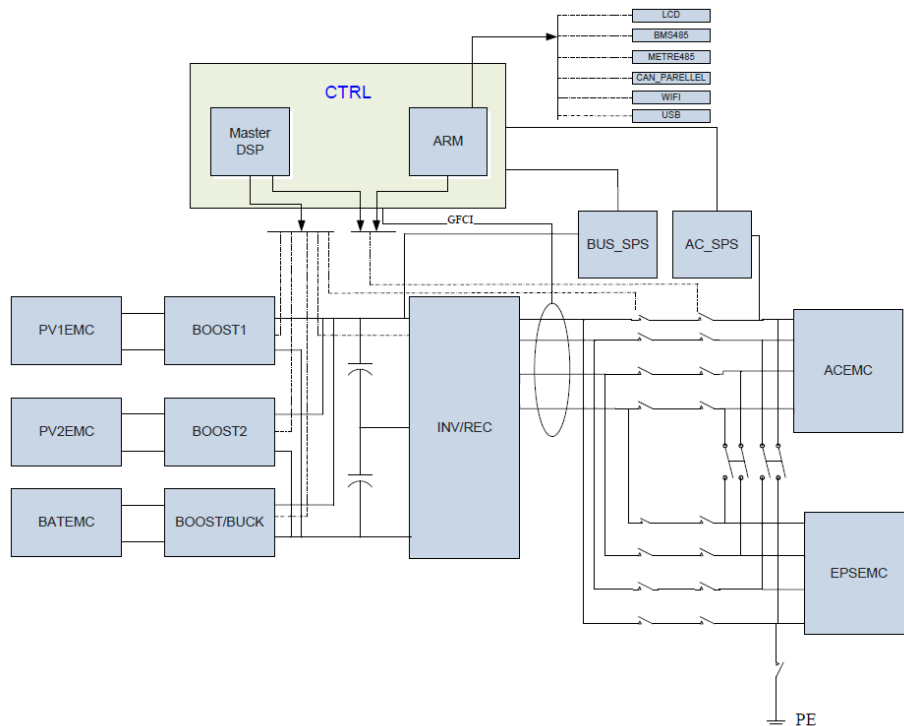 LCD
BMS485
METRE485
CAN_PARELLEL
WIFI
USB
CTRL
Master
DSP
ARM
GFCI
BUS_SPS
AC_SPS
PV1EMC
BOOST1
PV2EMC
BOOST2
BATEMC
BOOST/BUCK
INV/REC
ACEMC
EPSEMC
PE